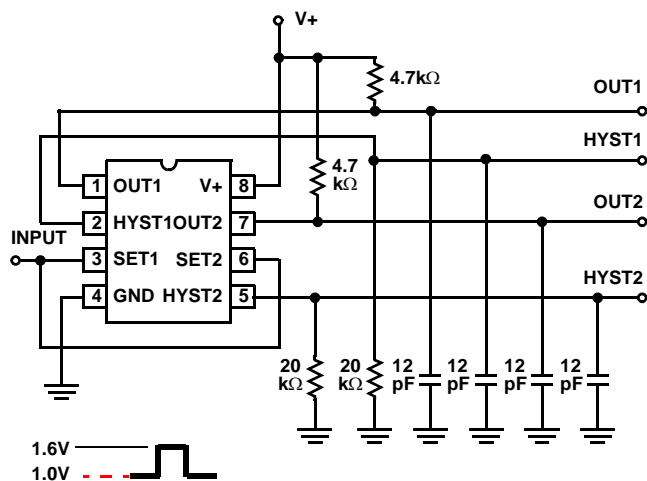 V+
4.7kΩ
OUT1
HYST1
4.7
kΩ
OUT2
1 OUT1 V+ 8
2 HYST1OUT2 7
INPUT
3 SET1 SET2 6
4 GND HYST2 5
HYST2
20
kΩ
20
kΩ
12
pF
12
pF
12
pF
12
pF
1.6V
1.0V